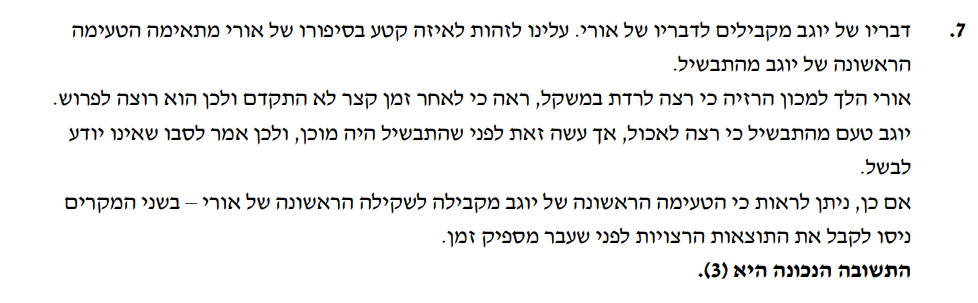 7. דבריו של יוגב מקבילים לדבריו של אורי. עלינו לזהות לאיזה קטע בסיפורו של אורי מתאימה הטעימה
הראשונה של יוגב מהתבשיל.
אורי הלך למכון הרזיה כי רצה לרדת במשקל, ראה כי לאחר זמן קצר לא התקדם ולכן הוא רוצה לפרוש.
יוגב טעם מהתבשיל כי רצה לאכול, אך עשה זאת לפני שהתבשיל היה מוכן, ולכן אמר לסבו שאינו יודע
לבשל.
אם כן, ניתן לראות כי הטעימה הראשונה של יוגב מקבילה לשקילה הראשונה של אורי – בשני המקרים
ניסו לקבל את התוצאות הרצויות לפני שעבר מספיק זמן.
התשובה הנכונה היא (3).